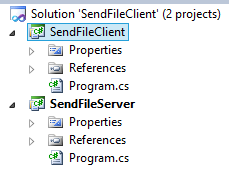 Solution 'SendFileClient' (2 projects)
SendFileClient
Properties
References
Program.cs
SendFileServer
Properties
References
Program.cs